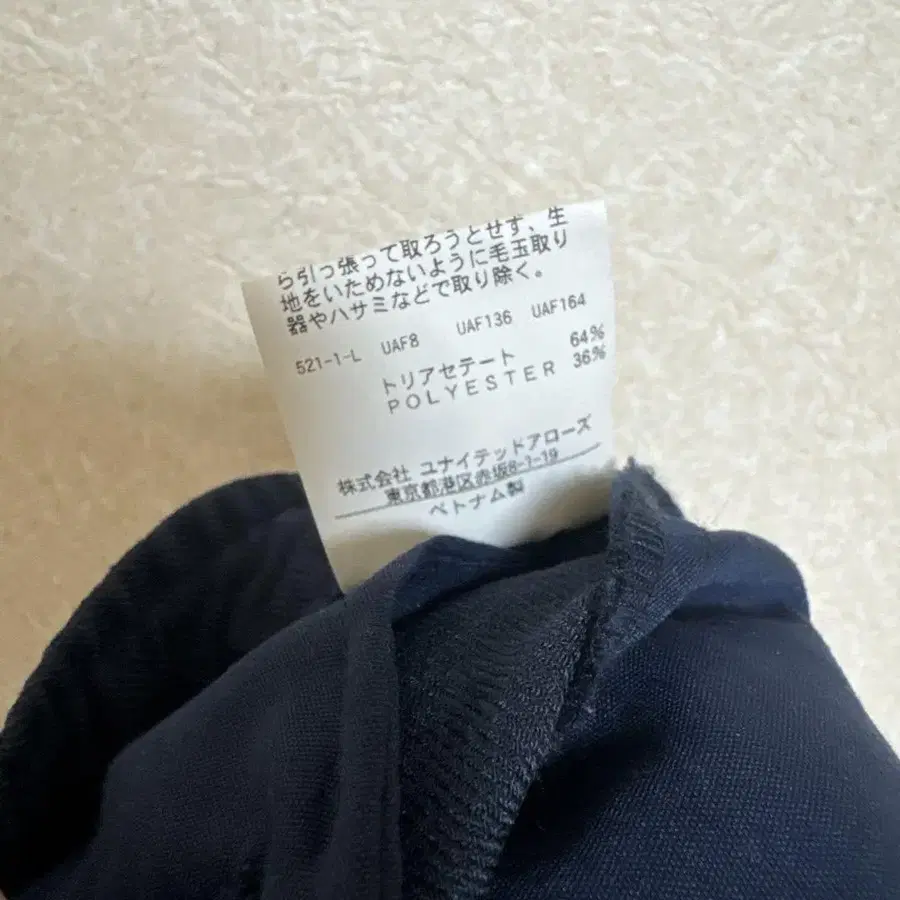 ら引っ張って取ろうとせず、生
地をいためないように毛玉取り
器やハサミなどで取り除く。
521-1-L UAF8 UAF136 UAF164
トリアセテート 64%
POLYESTER 36%
株式会社 ユナイテッドアローズ
東京都港区赤坂8-1-19
ベトナム製